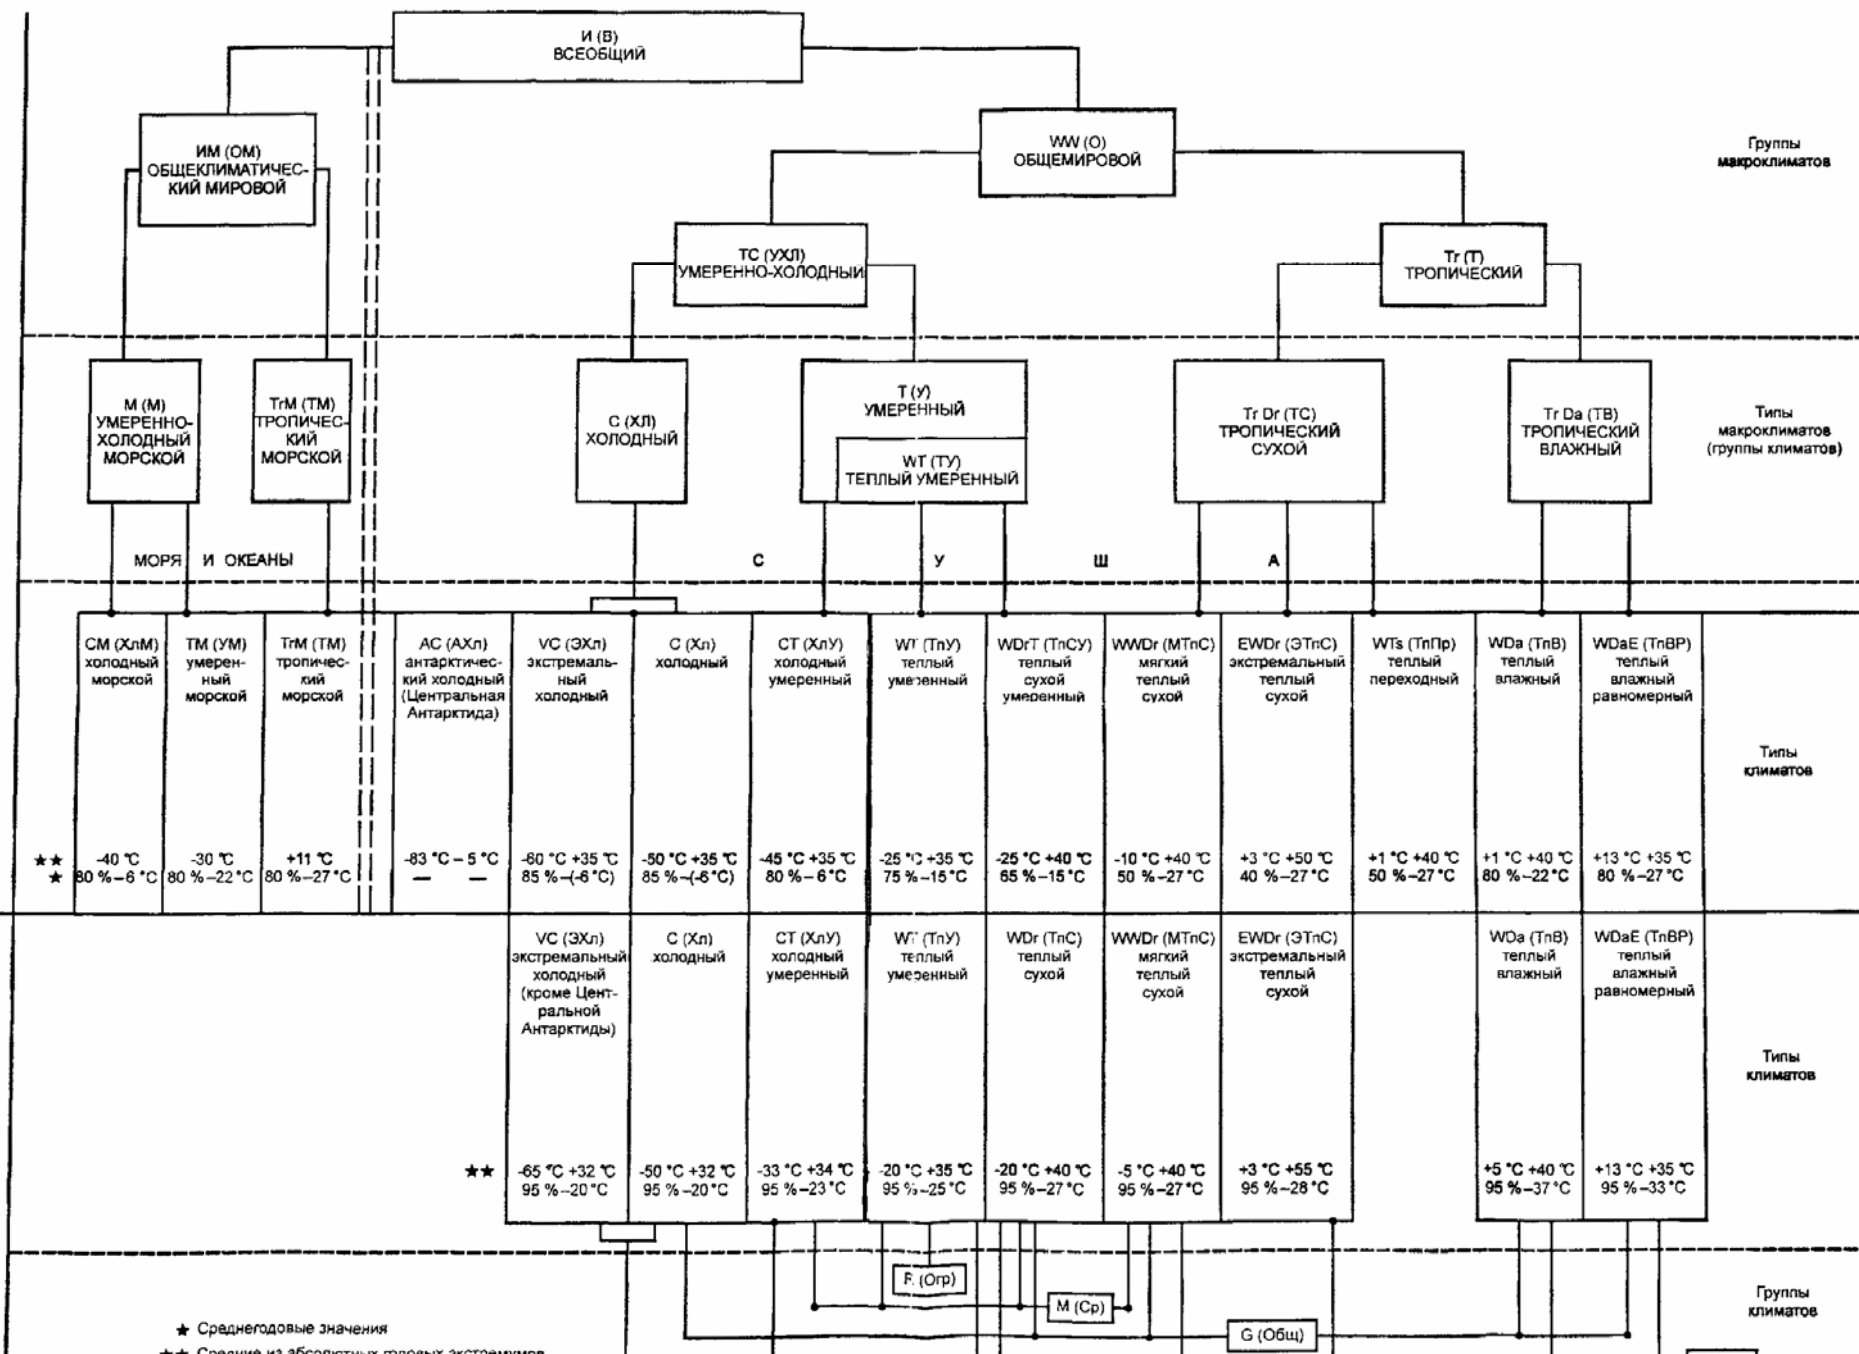 И (В)
ВСЕОБЩИЙ
ИМ (ОМ)
ОБЩЕКЛИМАТИЧЕС-
КИЙ МИРОВОЙ
WW (О)
ОБЩЕМИРОВОЙ
Группы
макроклиматов
ТС (УХЛ)
УМЕРЕННО-ХОЛОДНЫЙ
Tr (Т)
ТРОПИЧЕСКИЙ
М (М)
УМЕРЕННО-
ХОЛОДНЫЙ
МОРСКОЙ
TrM (ТМ)
ТРОПИЧЕС-
КИЙ
МОРСКОЙ
С (ХЛ)
ХОЛОДНЫЙ
Т (У)
УМЕРЕННЫЙ
WT (ТУ)
ТЕПЛЫЙ УМЕРЕННЫЙ
Tr Dr (ТС)
ТРОПИЧЕСКИЙ
СУХОЙ
Tr Da (ТВ)
ТРОПИЧЕСКИЙ
ВЛАЖНЫЙ
Типы
макроклиматов
(группы климатов)
МОРЯ И ОКЕАНЫ
С У Ш А
СМ (ХлМ)
холодный
морской
ТМ (УМ)
умерен-
ный
морской
TrM (ТМ)
тропичес-
кий
морской
АС (АХл)
антарктичес-
кий холодный
(Центральная
Антарктида)
VC (ЭХл)
экстремаль-
ный
холодный
С (Хл)
холодный
СТ (ХлУ)
холодный
умеренный
WT (ТпУ)
теплый
умеренный
WDrT (ТпСУ)
теплый
сухой
умеренный
WWDr (МТпС)
мягкий
теплый
сухой
EWDr (ЭТпС)
экстремальный
теплый
сухой
WTs (ТпПр)
теплый
переходный
WDa (ТпВ)
теплый
влажный
WDaE (ТпВР)
теплый
влажный
равномерный
Типы
климатов
★★ -40 °C -30 °C +11 °C -83 °C – 5 °C -60 °C +35 °C -50 °C +35 °C -45 °C +35 °C -25 °C +35 °C -25 °C +40 °C -10 °C +40 °C +3 °C +50 °C +1 °C +40 °C +1 °C +40 °C +13 °C +35 °C
★ 80 %–6 °C 80 %–22 °C 80 %–27 °C — — 85 %–(-6 °C) 85 %–(-6 °C) 80 %–6 °C 75 %–15 °C 65 %–15 °C 50 %–27 °C 40 %–27 °C 50 %–27 °C 80 %–22 °C 80 %–27 °C
VC (ЭХл)
экстремальный
холодный
(кроме Цент-
ральной
Антарктиды)
С (Хл)
холодный
СТ (ХлУ)
холодный
умеренный
WT (ТпУ)
теплый
умеренный
WDr (ТпС)
теплый
сухой
WWDr (МТпС)
мягкий
теплый
сухой
EWDr (ЭТпС)
экстремальный
теплый
сухой
WDa (ТпВ)
теплый
влажный
WDaE (ТпВР)
теплый
влажный
равномерный
Типы
климатов
★★ -65 °C +32 °C -50 °C +32 °C -33 °C +34 °C -20 °C +35 °C -20 °C +40 °C -5 °C +40 °C +3 °C +55 °C +5 °C +40 °C +13 °C +35 °C
95 %–20 °C 95 %–20 °C 95 %–23 °C 95 %–25 °C 95 %–27 °C 95 %–27 °C 95 %–28 °C 95 %–37 °C 95 %–33 °C
R (Огр)
М (Ср)
G (Общ)
Группы
климатов
★ Среднегодовые значения
★★ Средние из абсолютных годовых экстремумов